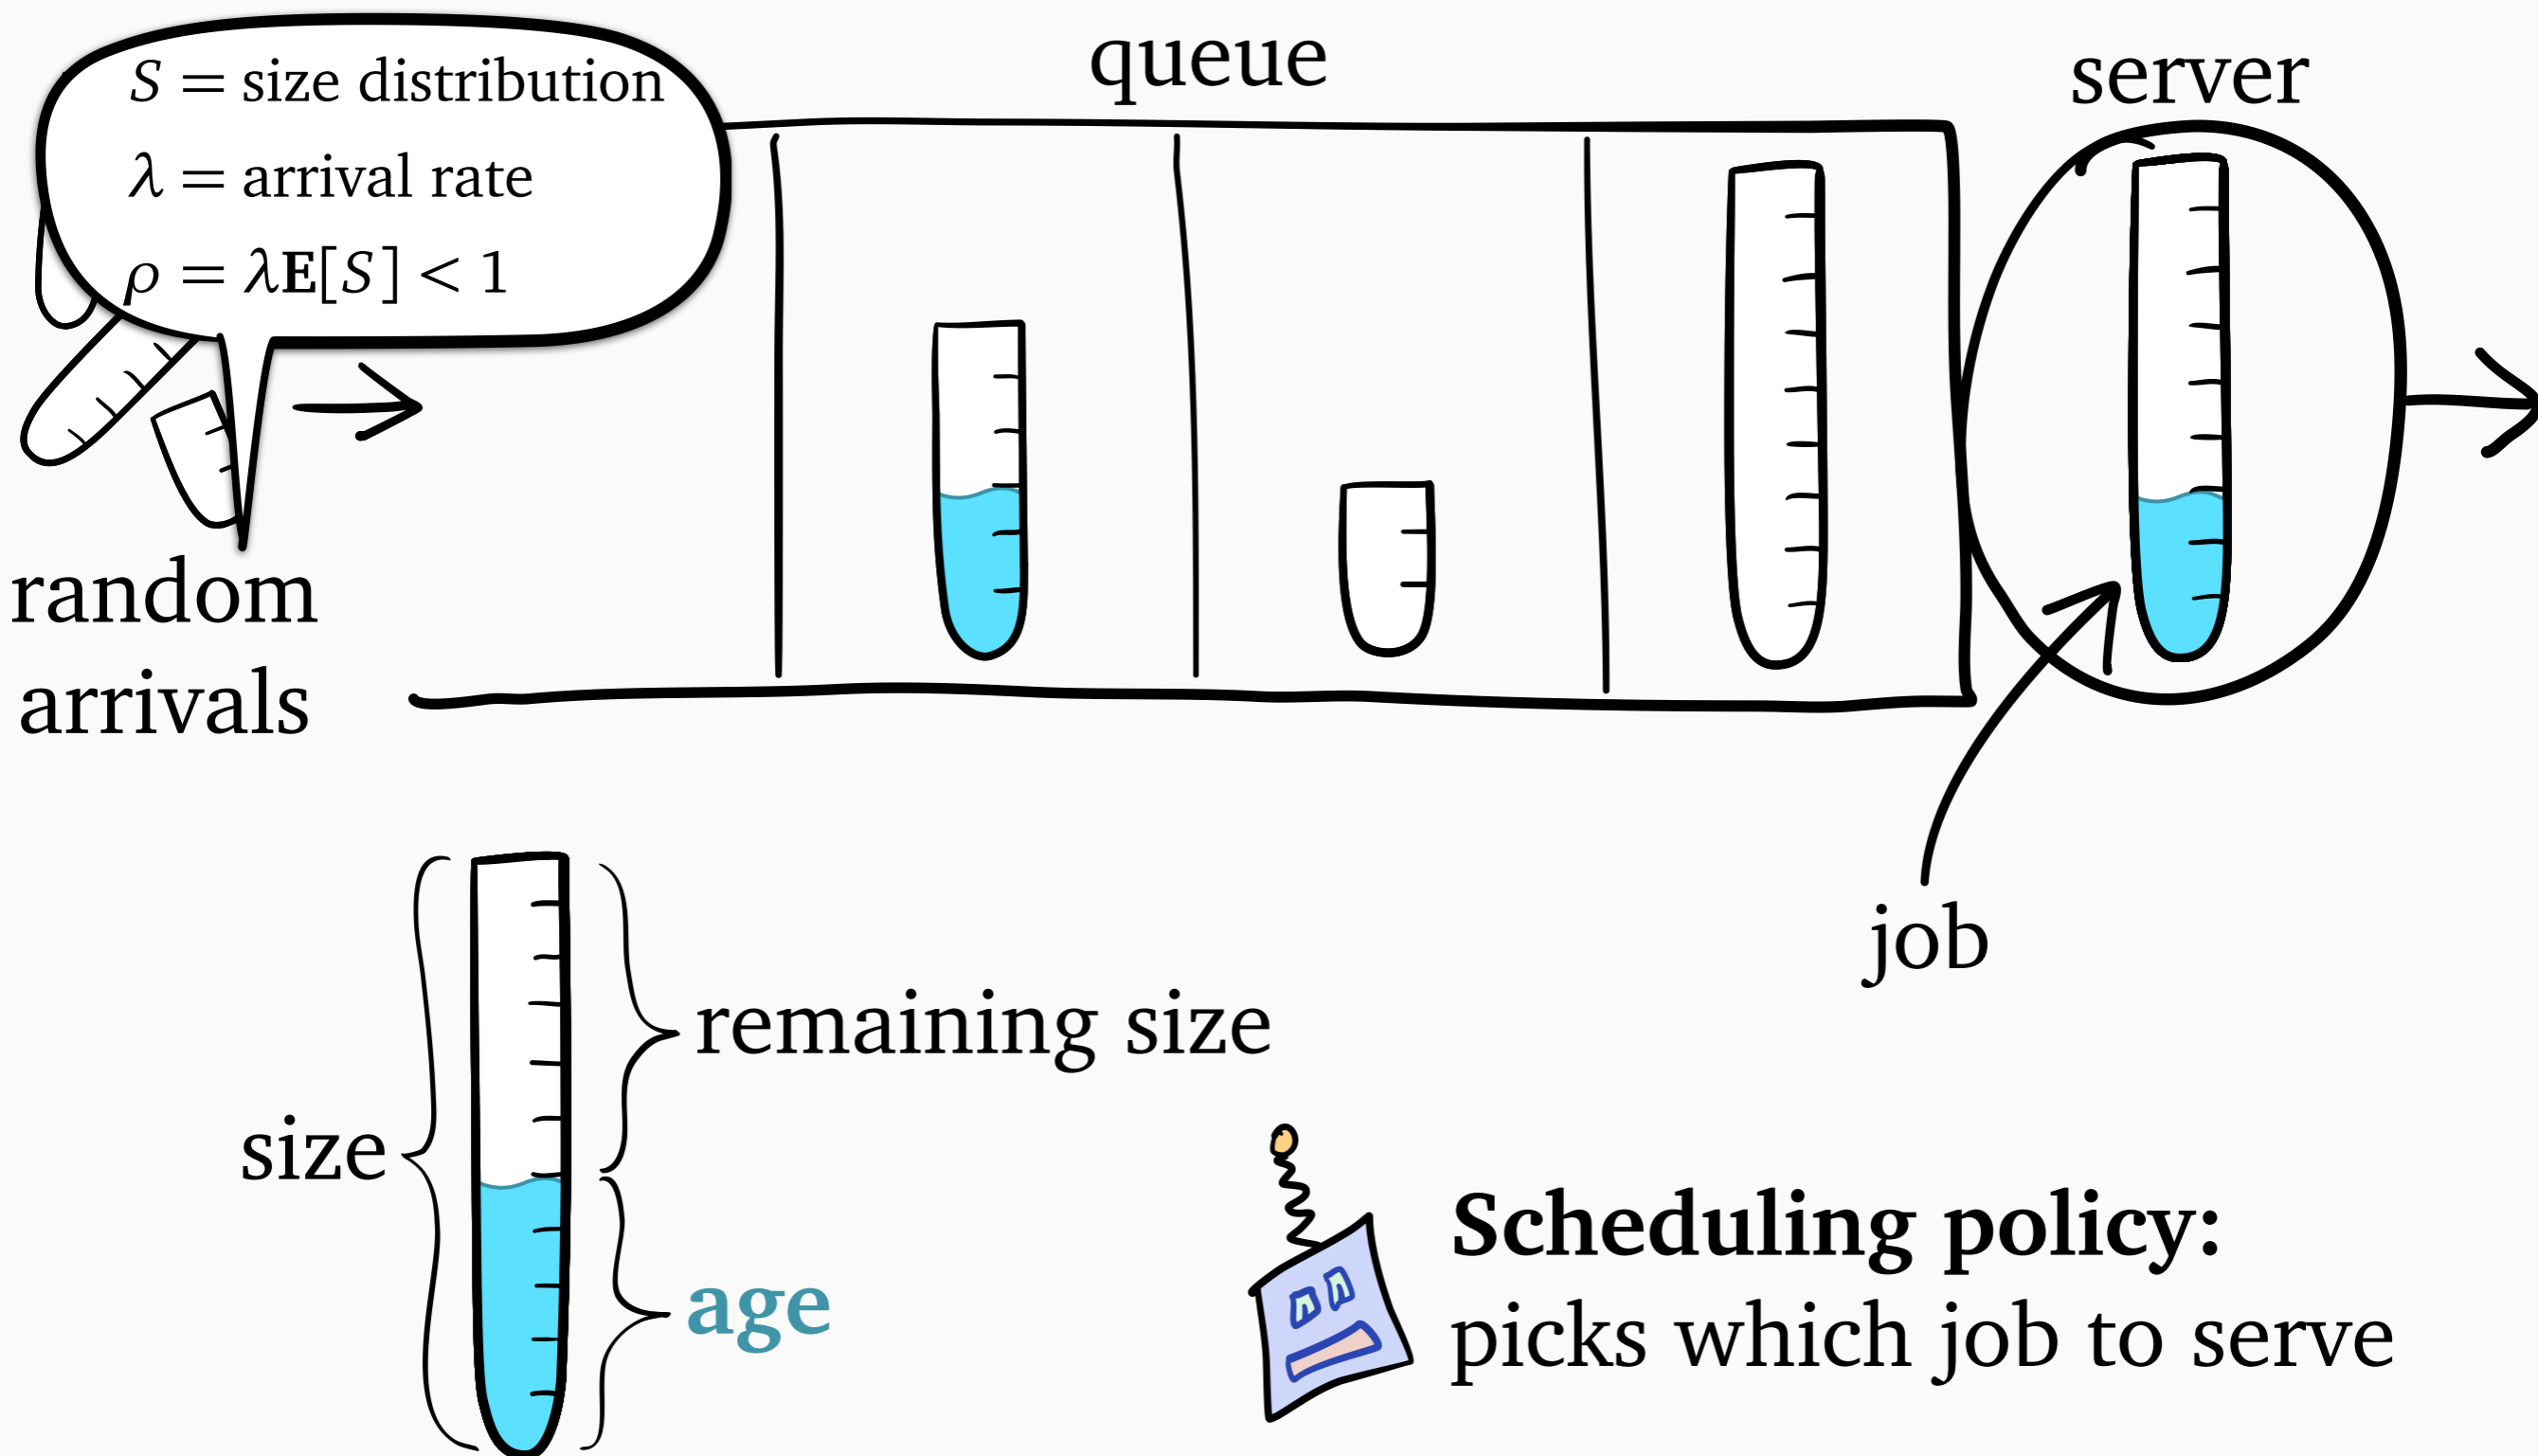 S = size distribution
λ = arrival rate
ρ = λE[S] < 1
queue
server
random
arrivals
job
remaining size
size
age
Scheduling policy:
picks which job to serve